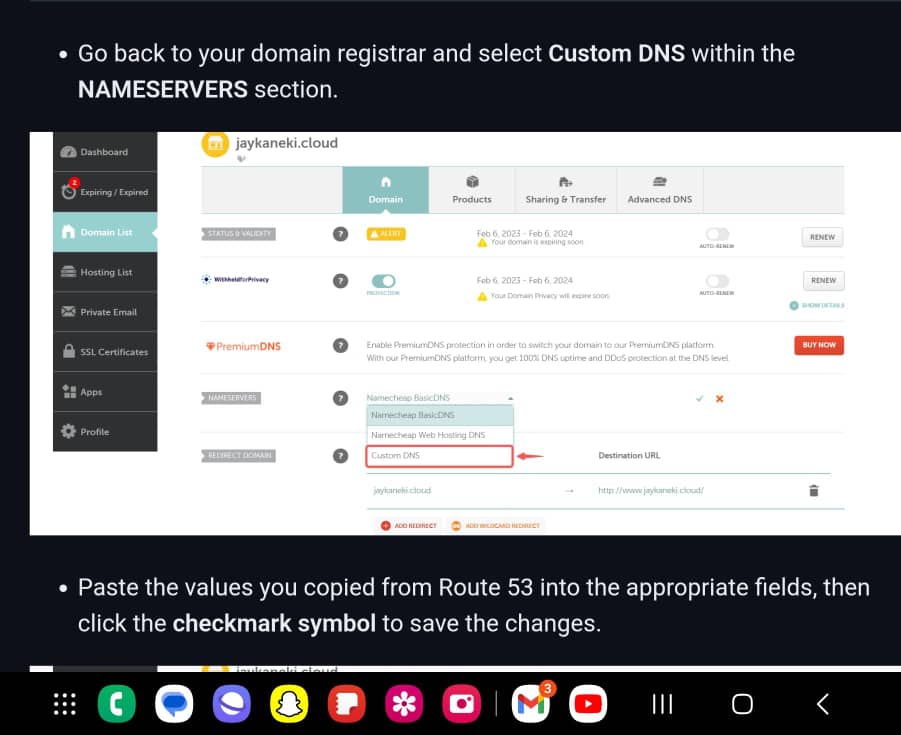 • Go back to your domain registrar and select Custom DNS within the
NAMESERVERS section.
jaykaneki.cloud
Dashboard
2
Expiring / Expired
Domain List
Hosting List
Private Email
SSL Certificates
Apps
Profile
Domain
Products
Sharing & Transfer
Advanced DNS
STATUS & VALIDITY
?
ALERT
Feb 6, 2023 - Feb 6, 2024
Your domain is expiring soon
AUTO-RENEW
RENEW
WithheldforPrivacy
?
PROTECTION
Feb 6, 2023 - Feb 6, 2024
Your Domain Privacy will expire soon
AUTO-RENEW
RENEW
SHOW DETAILS
PremiumDNS
?
Enable PremiumDNS protection in order to switch your domain to our PremiumDNS platform.
With our PremiumDNS platform, you get 100% DNS uptime and DDoS protection at the DNS level.
BUY NOW
NAMESERVERS
?
Namecheap BasicDNS
Namecheap BasicDNS
Namecheap Web Hosting DNS
Custom DNS
REDIRECT DOMAIN
?
Destination URL
jaykaneki.cloud
→
http://www.jaykaneki.cloud/
ADD REDIRECT
ADD WILDCARD REDIRECT
• Paste the values you copied from Route 53 into the appropriate fields, then
click the checkmark symbol to save the changes.
jaykaneki.cloud
3